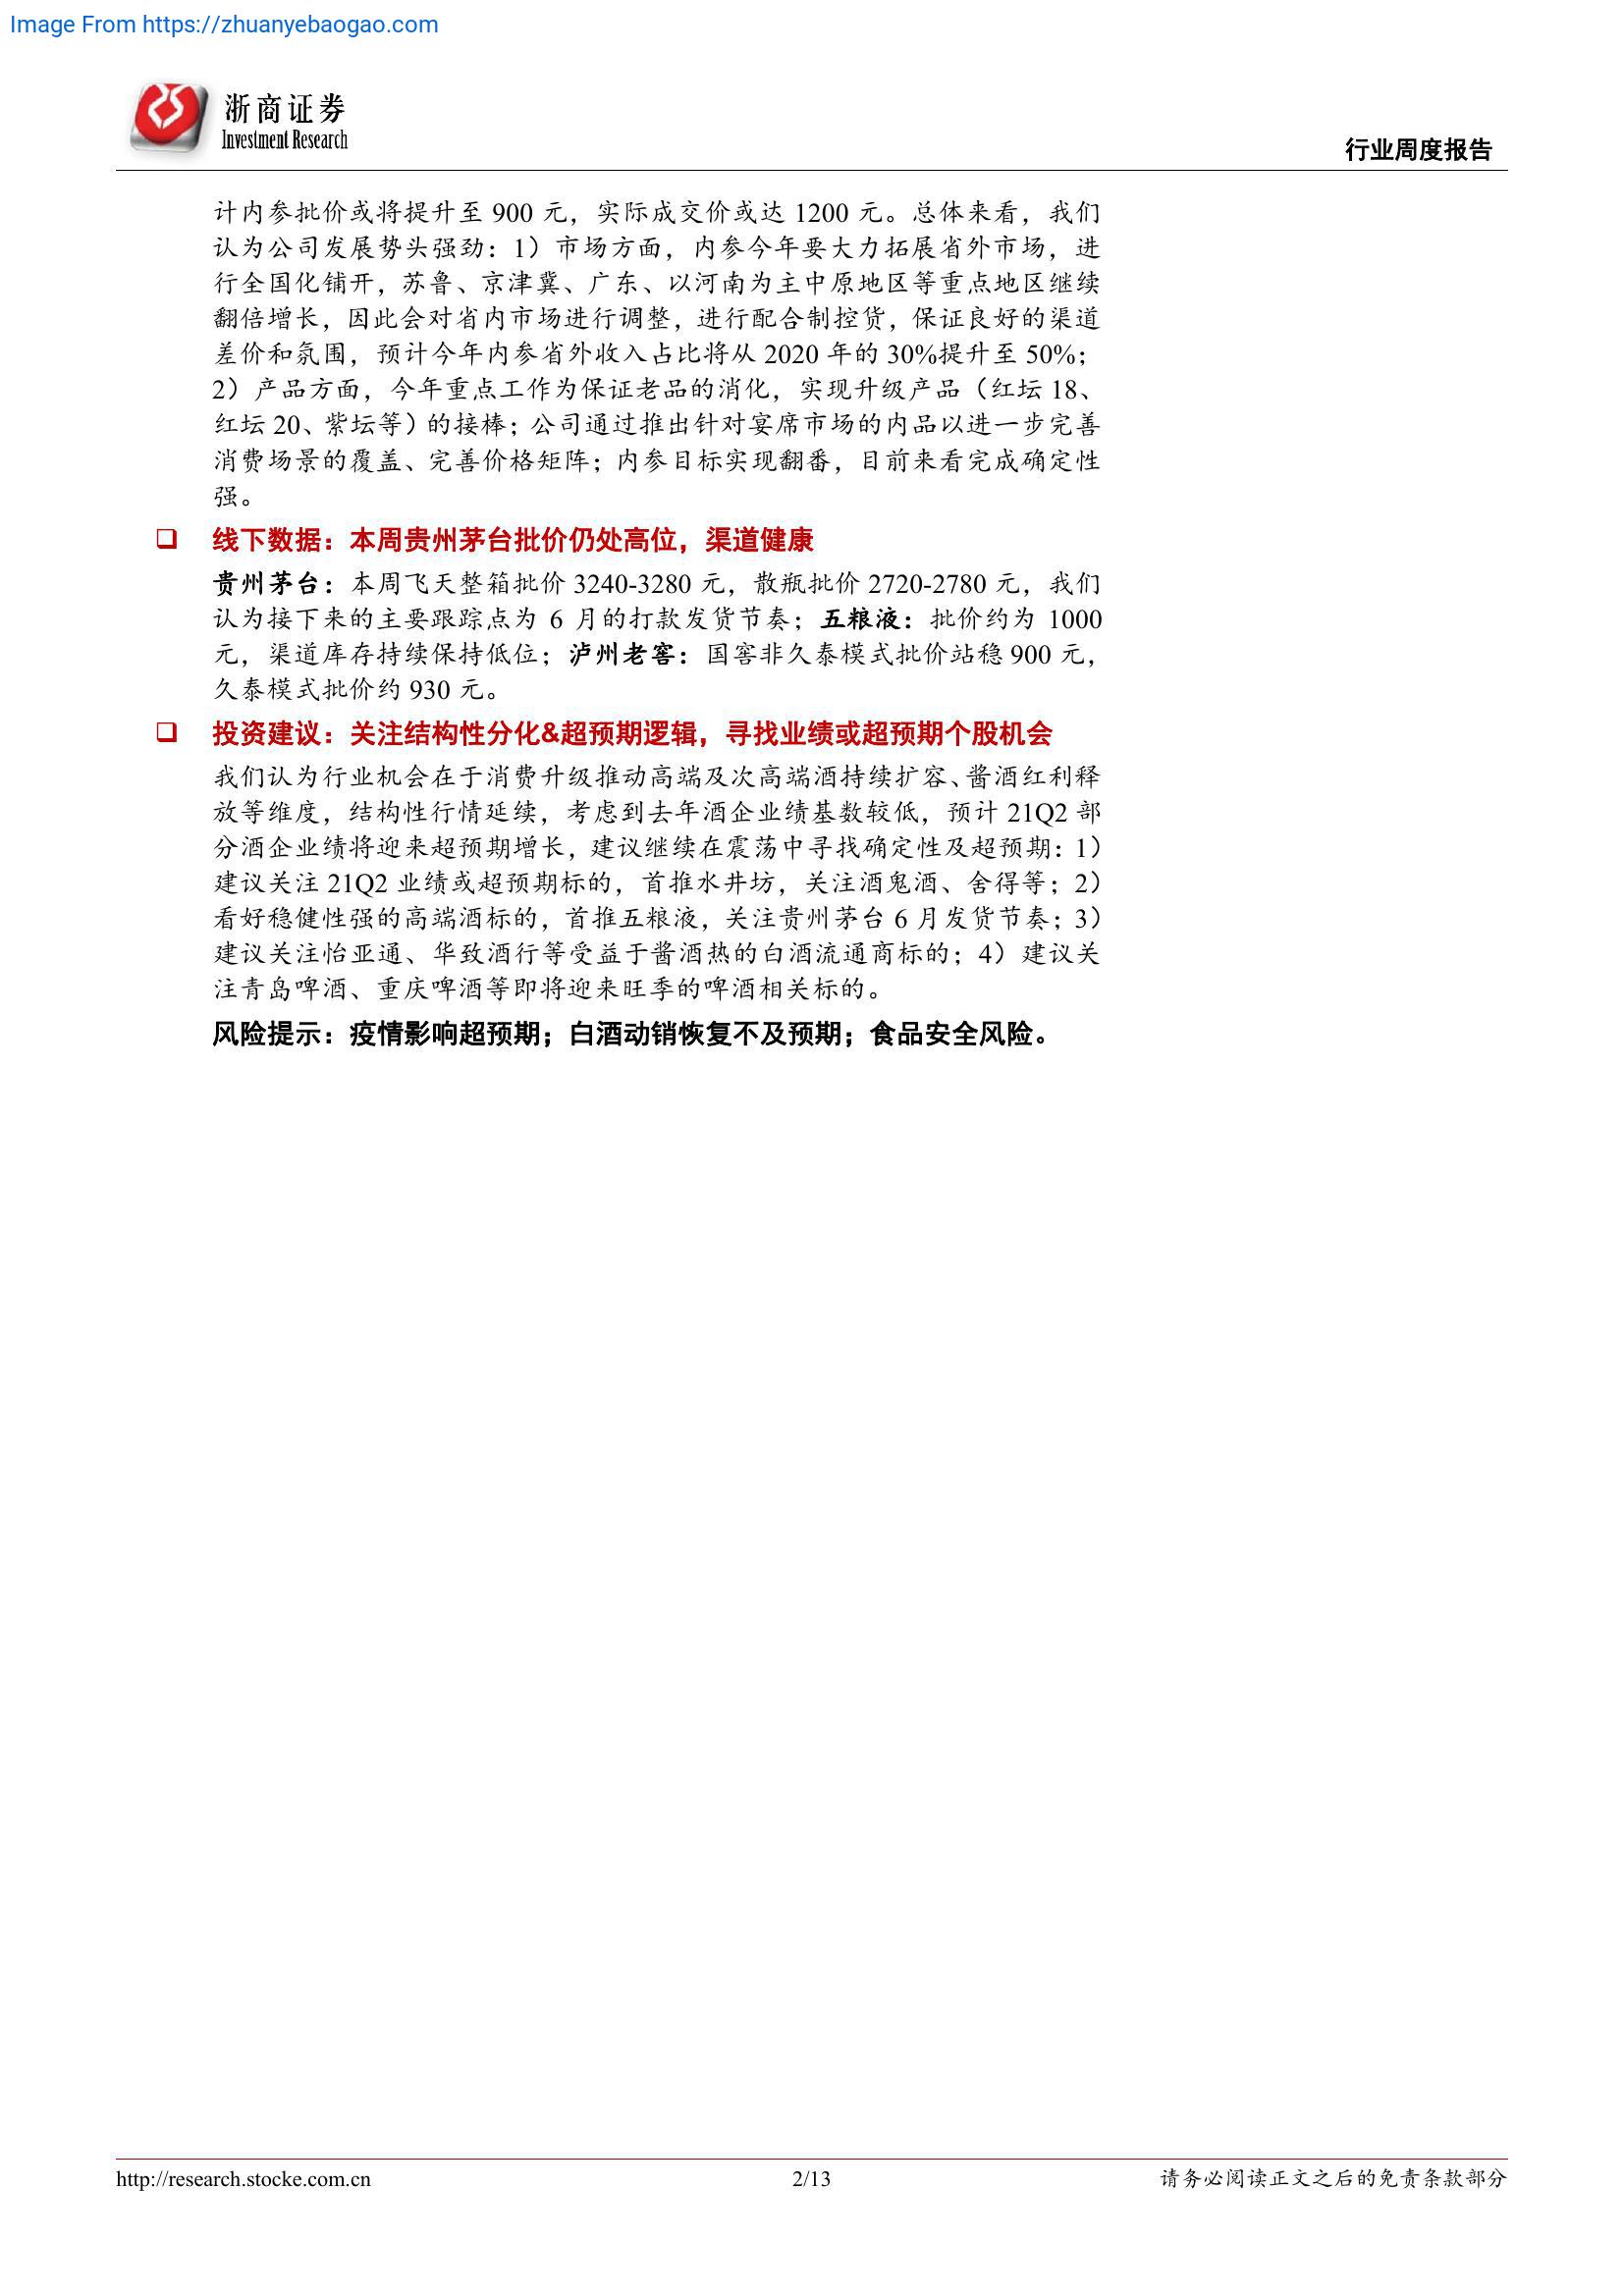 Image From https://zhuanyebaogao.com
浙商证券
Investment Research
行业周度报告
计内参批价或将提升至 900 元，实际成交价或达 1200 元。总体来看，我们
认为公司发展势头强劲：1）市场方面，内参今年要大力拓展省外市场，进
行全国化铺开，苏鲁、京津冀、广东、以河南为主中原地区等重点地区继续
翻倍增长，因此会对省内市场进行调整，进行配合制控货，保证良好的渠道
差价和氛围，预计今年内参省外收入占比将从 2020 年的 30%提升至 50%；
2）产品方面，今年重点工作为保证老品的消化，实现升级产品（红坛 18、
红坛 20、紫坛等）的接棒；公司通过推出针对宴席市场的内品以进一步完善
消费场景的覆盖、完善价格矩阵；内参目标实现翻番，目前来看完成确定性
强。
❑ 线下数据：本周贵州茅台批价仍处高位，渠道健康
贵州茅台：本周飞天整箱批价 3240-3280 元，散瓶批价 2720-2780 元，我们
认为接下来的主要跟踪点为 6 月的打款发货节奏；五粮液：批价约为 1000
元，渠道库存持续保持低位；泸州老窖：国窖非久泰模式批价站稳 900 元，
久泰模式批价约 930 元。
❑ 投资建议：关注结构性分化&超预期逻辑，寻找业绩或超预期个股机会
我们认为行业机会在于消费升级推动高端及次高端酒持续扩容、酱酒红利释
放等维度，结构性行情延续，考虑到去年酒企业绩基数较低，预计 21Q2 部
分酒企业绩将迎来超预期增长，建议继续在震荡中寻找确定性及超预期：1）
建议关注 21Q2 业绩或超预期标的，首推水井坊，关注酒鬼酒、舍得等；2）
看好稳健性强的高端酒标的，首推五粮液，关注贵州茅台 6 月发货节奏；3）
建议关注怡亚通、华致酒行等受益于酱酒热的白酒流通商标的；4）建议关
注青岛啤酒、重庆啤酒等即将迎来旺季的啤酒相关标的。
风险提示：疫情影响超预期；白酒动销恢复不及预期；食品安全风险。
http://research.stocke.com.cn
2/13
请务必阅读正文之后的免责条款部分